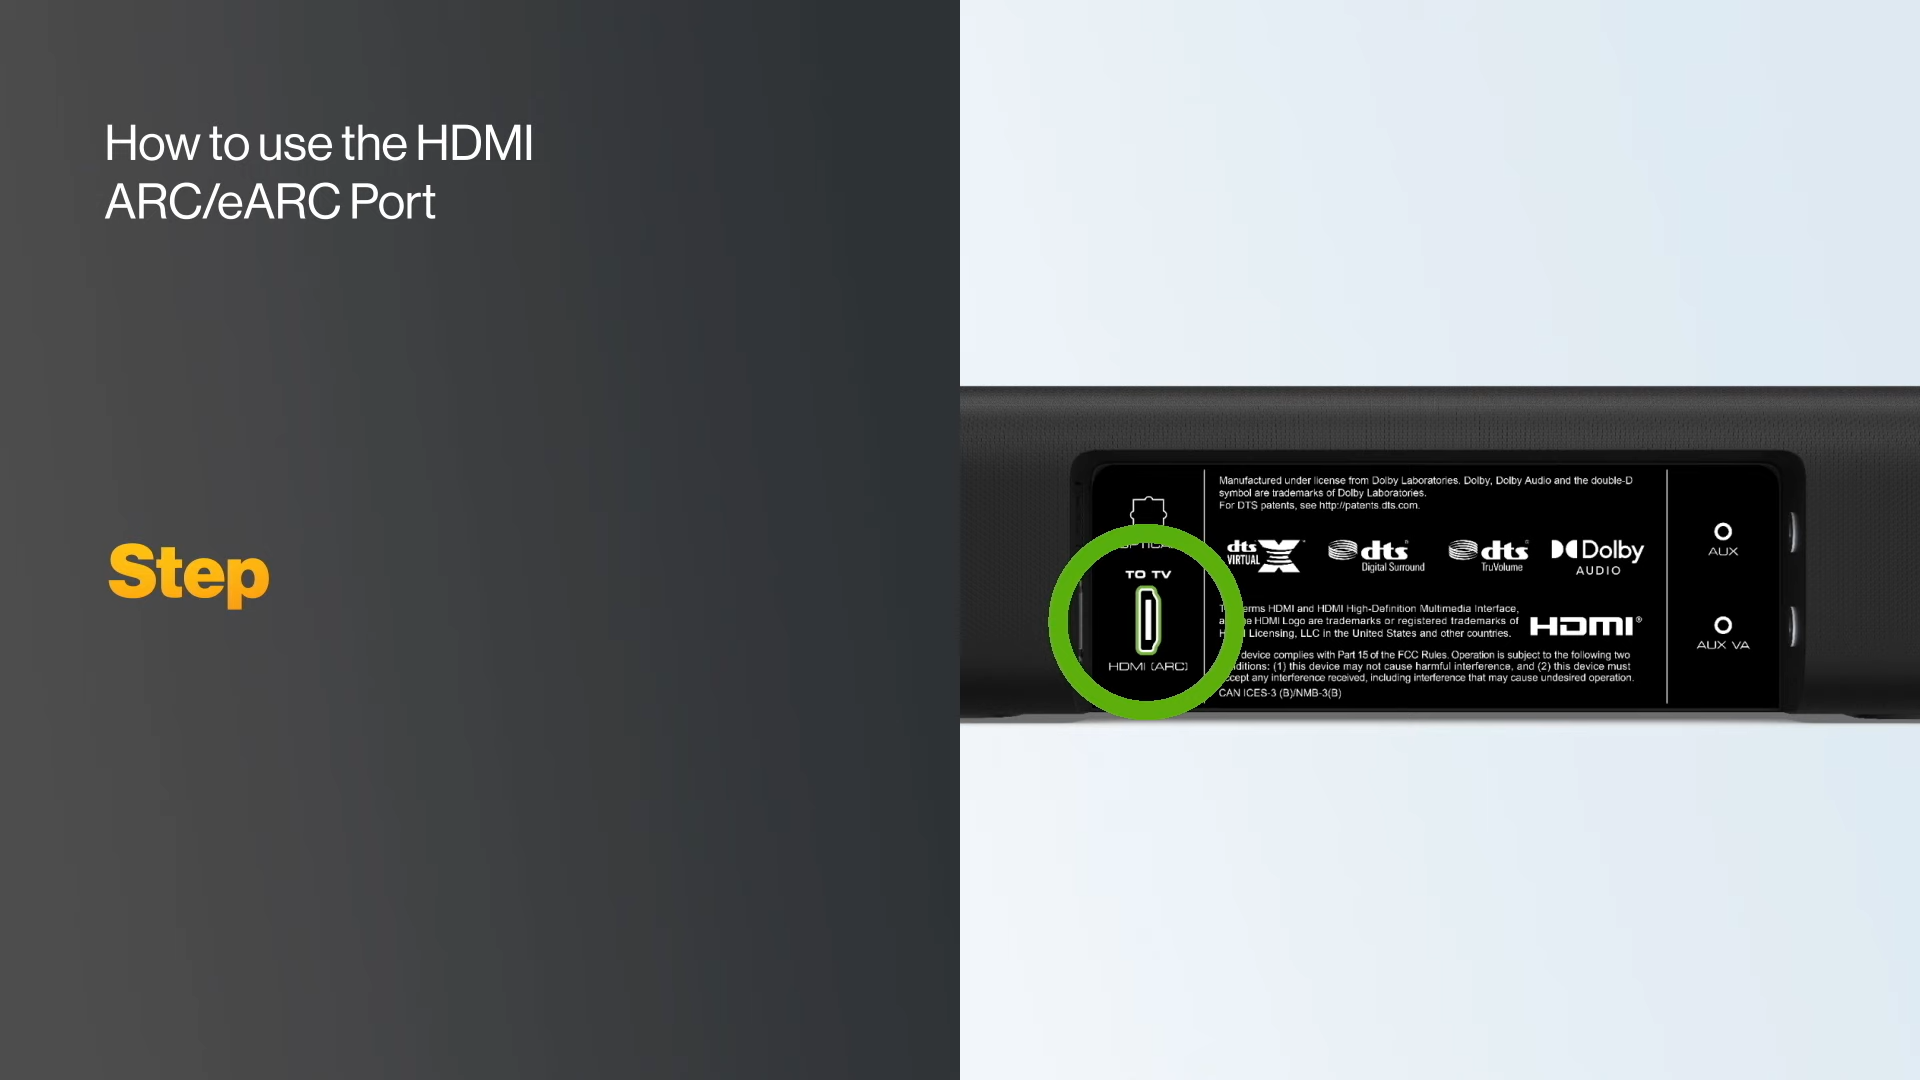 How to use the HDMI
ARC/eARC Port
Step
TO TV
HDMI (ARC)
Manufactured under license from Dolby Laboratories. Dolby, Dolby Audio and the double-D
symbol are trademarks of Dolby Laboratories.
For DTS patents, see http://patents.dts.com.
dts VIRTUAL X
dts Digital Surround
dts TruVolume
Dolby AUDIO
HDMI and HDMI High-Definition Multimedia Interface,
HDMI Logo are trademarks or registered trademarks of
Licensing, LLC in the United States and other countries.
HDMI®
device complies with Part 15 of the FCC Rules. Operation is subject to the following two
(1) this device may not cause harmful interference, and (2) this device must
any interference received, including interference that may cause undesired operation.
CAN ICES-3 (B)/NMB-3(B)
AUX
AUX VA